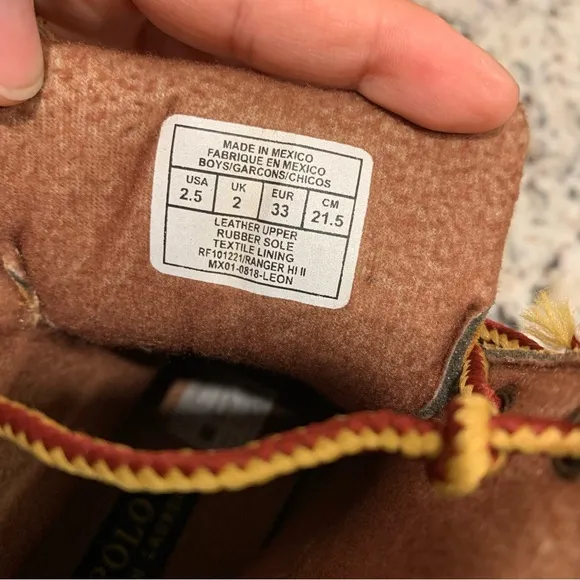 MADE IN MEXICO
FABRIQUE EN MEXICO
BOYS/GARCONS/CHICOS
USA UK EUR CM
2.5 2 33 21.5
LEATHER UPPER
RUBBER SOLE
TEXTILE LINING
RF101221/RANGER HI II
MX01-0818-LEON
POLO